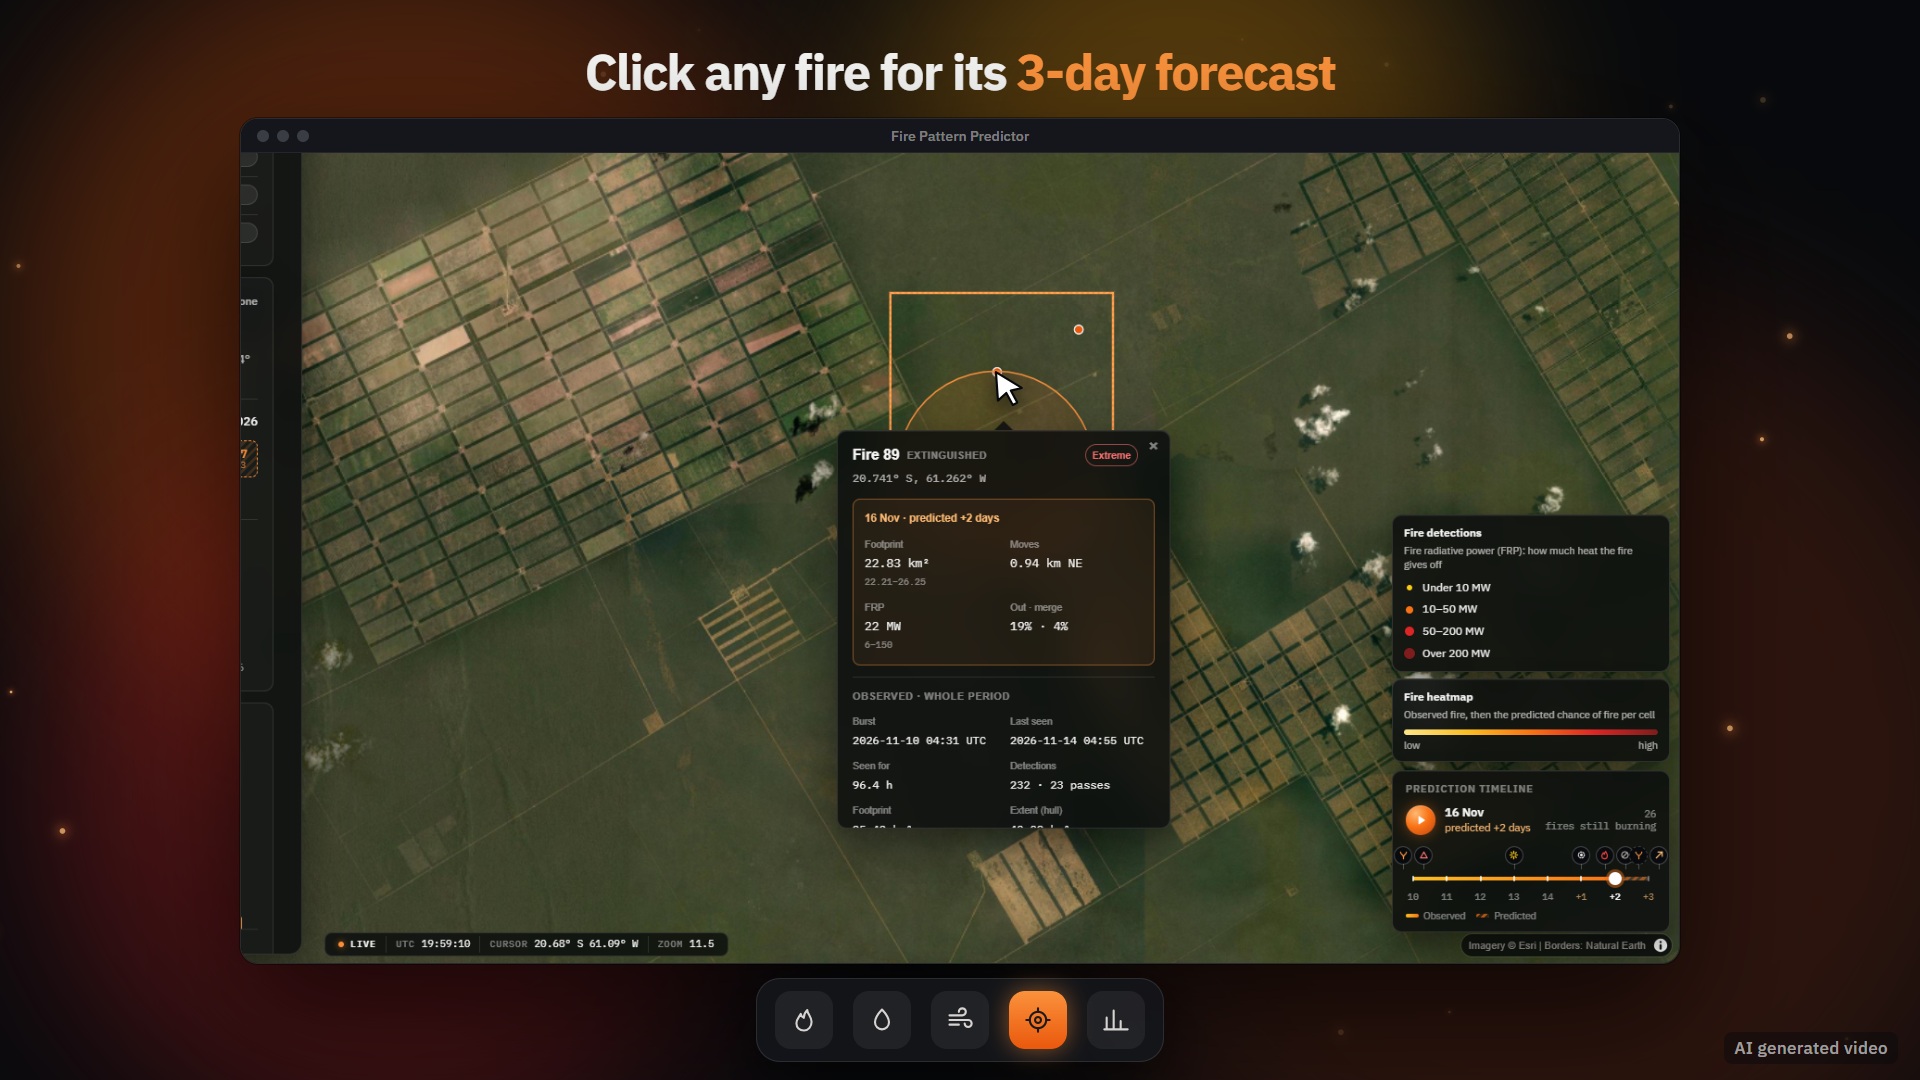 Click any fire for its 3-day forecast
Fire Pattern Predictor
one
026
Fire 89 EXTINGUISHED
Extreme
20.741° S, 61.262° W
16 Nov · predicted +2 days
Footprint
Moves
22.83 km²
0.94 km NE
22.21–26.25
FRP
Out · merge
22 MW
19% · 4%
6–150
OBSERVED · WHOLE PERIOD
Burst
Last seen
2026-11-10 04:31 UTC
2026-11-14 04:55 UTC
Seen for
Detections
96.4 h
232 · 23 passes
Footprint
Extent (hull)
Fire detections
Fire radiative power (FRP): how much heat the fire
gives off
Under 10 MW
10–50 MW
50–200 MW
Over 200 MW
Fire heatmap
Observed fire, then the predicted chance of fire per cell
low
high
PREDICTION TIMELINE
16 Nov
predicted +2 days
26
fires still burning
10 11 12 13 14 +1 +2 +3
Observed
Predicted
LIVE
UTC 19:59:10
CURSOR 20.68° S 61.09° W
ZOOM 11.5
Imagery © Esri | Borders: Natural Earth
AI generated video